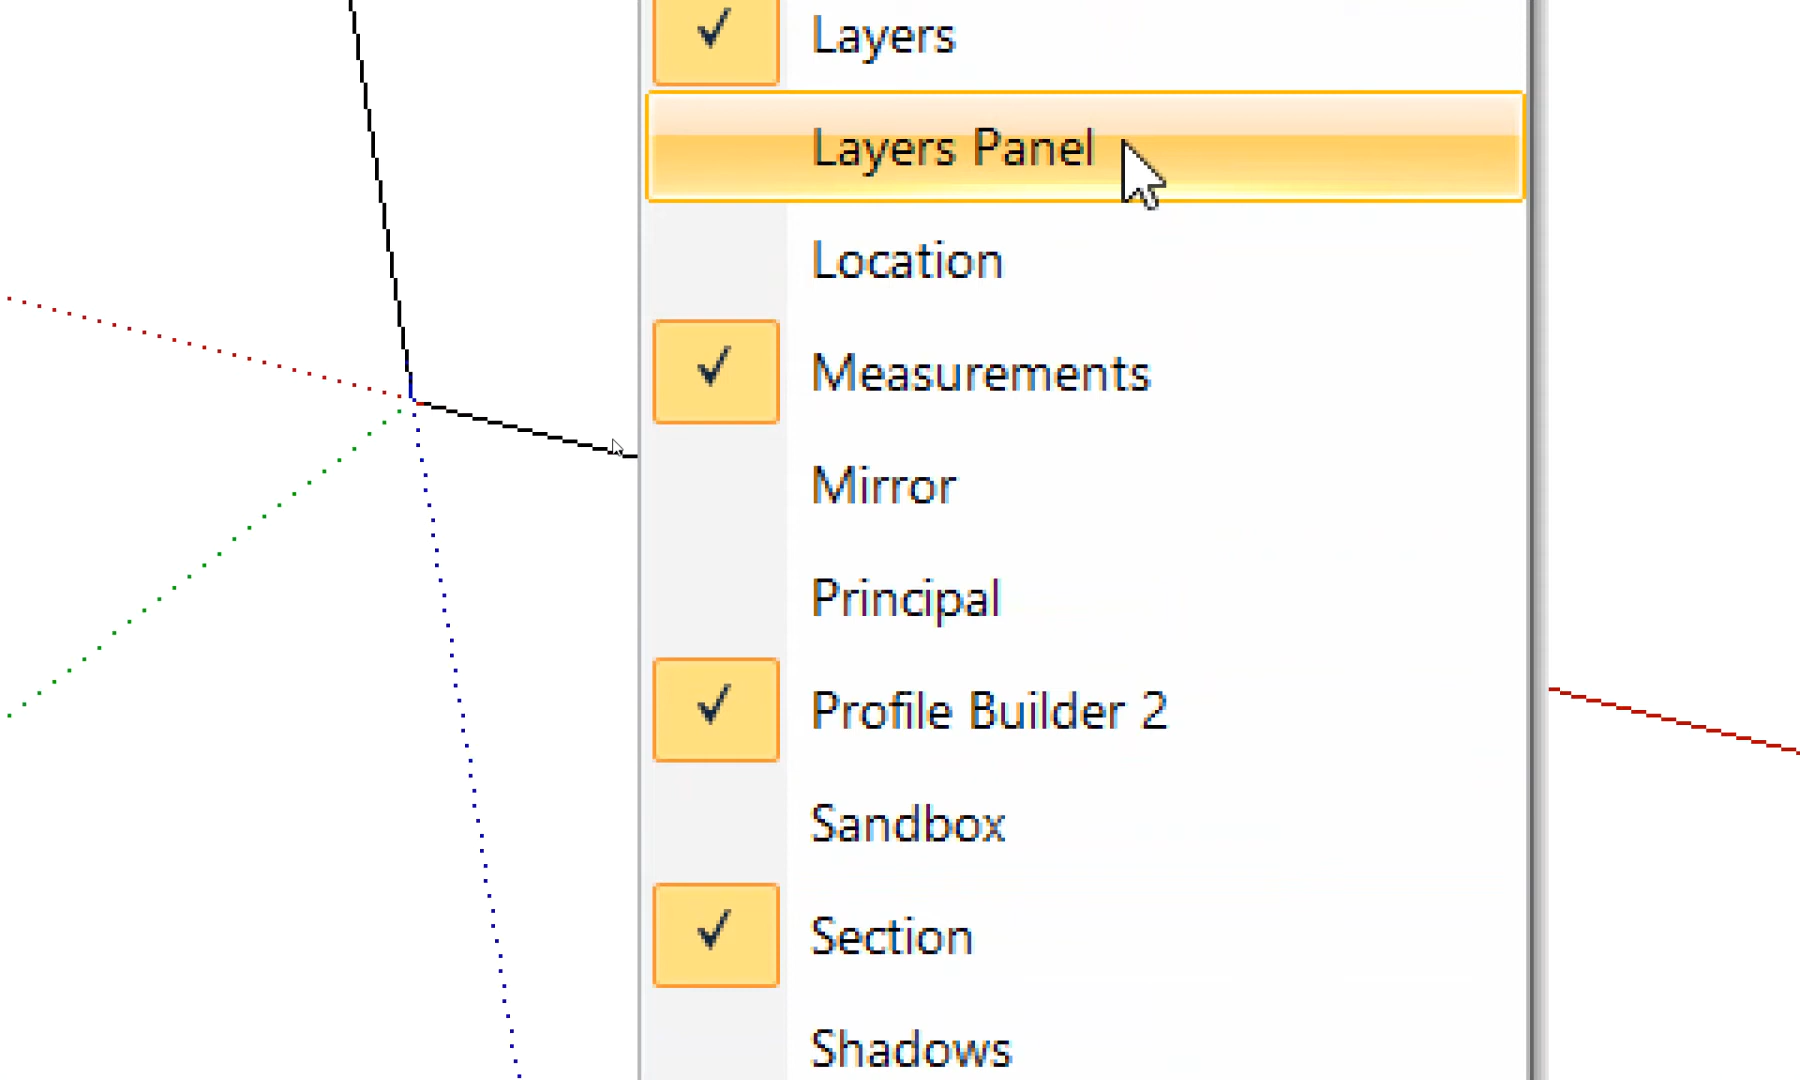 Layers
Layers Panel
Location
Measurements
Mirror
Principal
Profile Builder 2
Sandbox
Section
Shadows